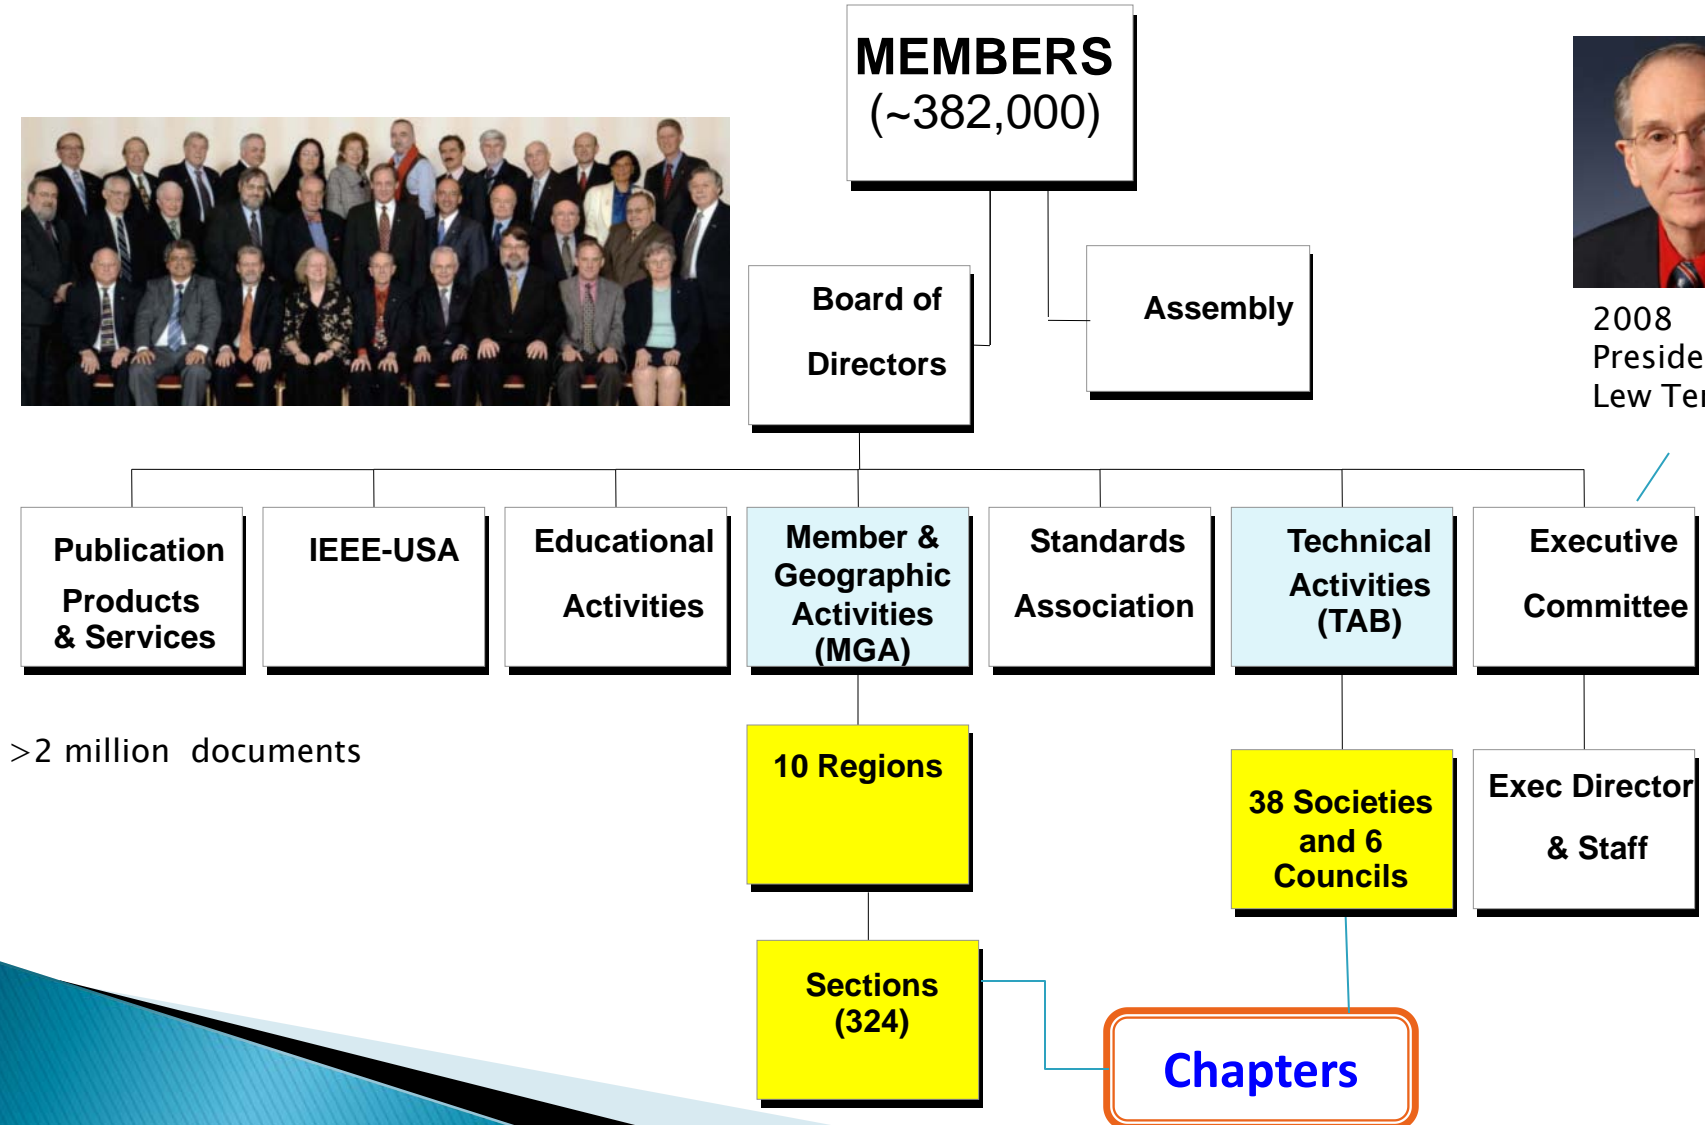 MEMBERS
(~382,000)
Board of
Directors
Assembly
2008
Lew
Publication
Products
& Services
IEEE-USA
Educational
Activities
Member &
Geographic
Activities
(MGA)
Standards
Association
Technical
Activities
(TAB)
Executive
Committee
>2 million documents
10 Regions
38 Societies
and 6
Councils
Exec Director
& Staff
Sections
(324)
Chapters